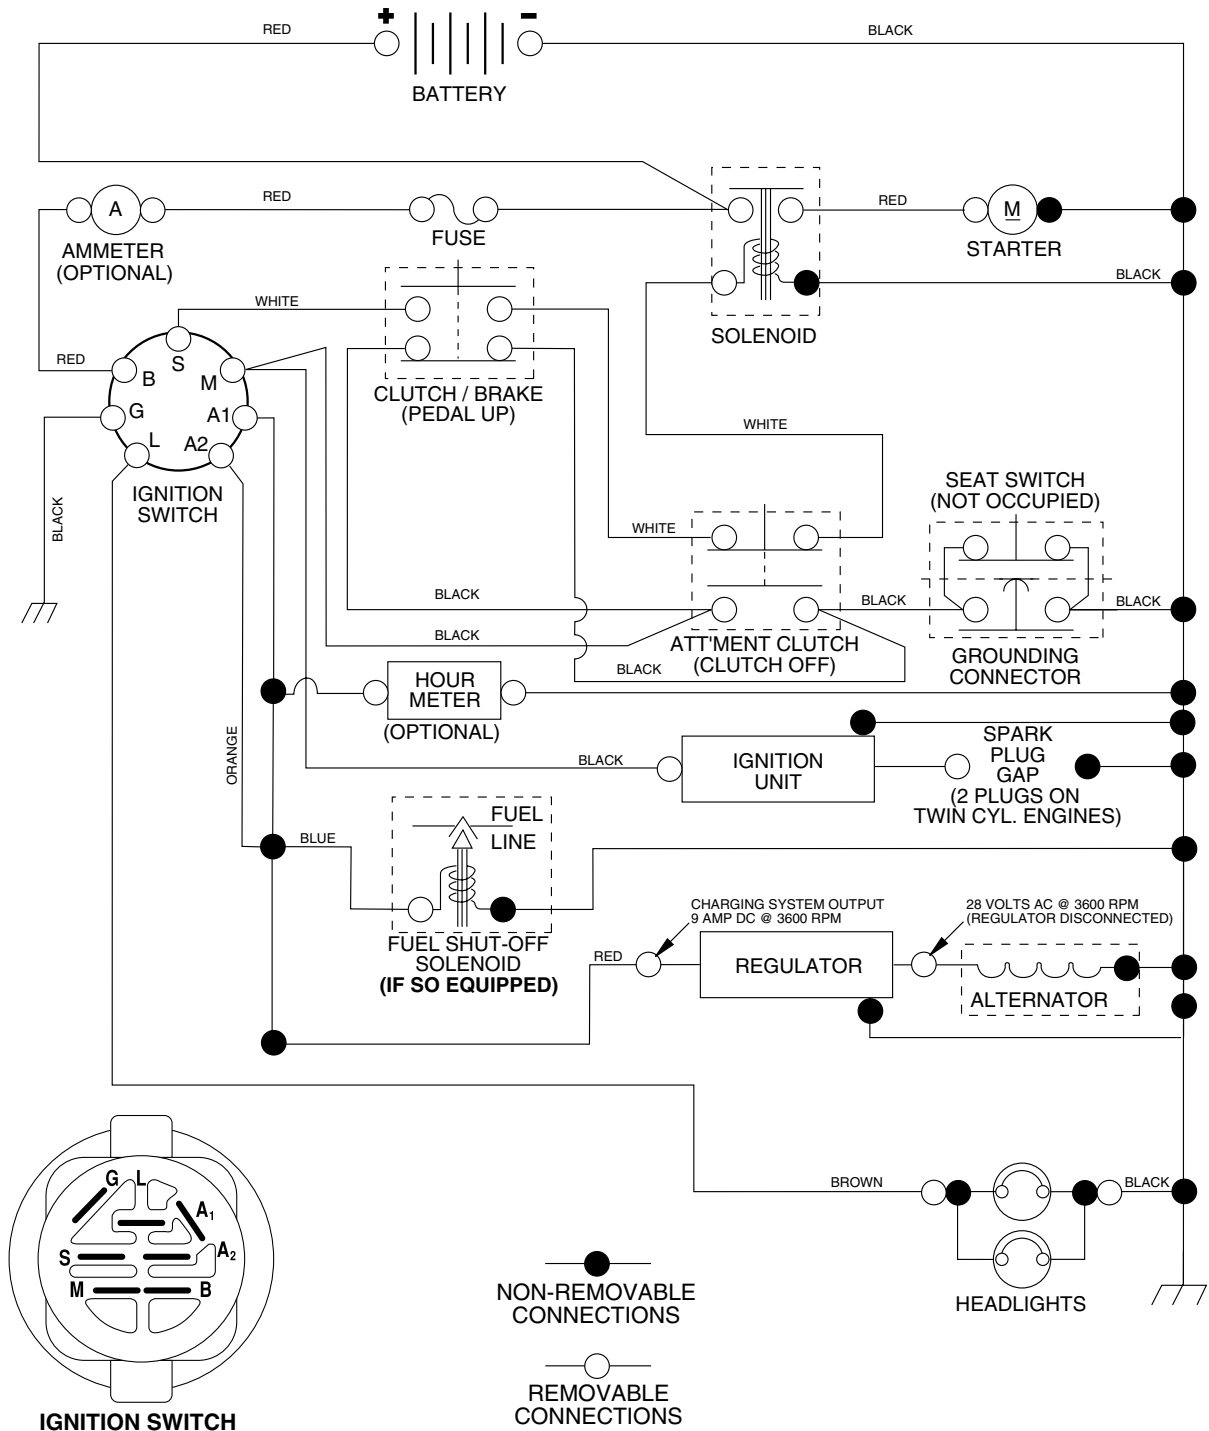 + −
RED
BLACK
BATTERY
RED
RED
A
M
AMMETER
(OPTIONAL)
FUSE
STARTER
BLACK
WHITE
SOLENOID
RED
S
B
M
G
A1
L
A2
CLUTCH / BRAKE
(PEDAL UP)
WHITE
IGNITION
SWITCH
BLACK
SEAT SWITCH
(NOT OCCUPIED)
WHITE
BLACK
BLACK
BLACK
BLACK
ATT'MENT CLUTCH
(CLUTCH OFF)
BLACK
GROUNDING
CONNECTOR
HOUR
METER
(OPTIONAL)
ORANGE
BLACK
IGNITION
UNIT
SPARK
PLUG
GAP
(2 PLUGS ON
TWIN CYL. ENGINES)
BLUE
FUEL
LINE
FUEL SHUT-OFF
SOLENOID
(IF SO EQUIPPED)
CHARGING SYSTEM OUTPUT
9 AMP DC @ 3600 RPM
28 VOLTS AC @ 3600 RPM
(REGULATOR DISCONNECTED)
RED
REGULATOR
ALTERNATOR
BROWN
BLACK
HEADLIGHTS
G L
A1
S
A2
M
B
IGNITION SWITCH
NON-REMOVABLE
CONNECTIONS
REMOVABLE
CONNECTIONS